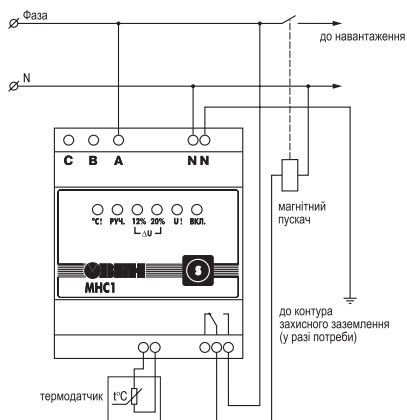 Фаза
до навантаження
N
C B A N N
°C! РУЧ. 12% 20% U! ВКЛ.
ΔU
ОВЕН
S
МНС1
магнітний
пускач
до контура
захисного заземлення
(у разі потреби)
термодатчик
t°C